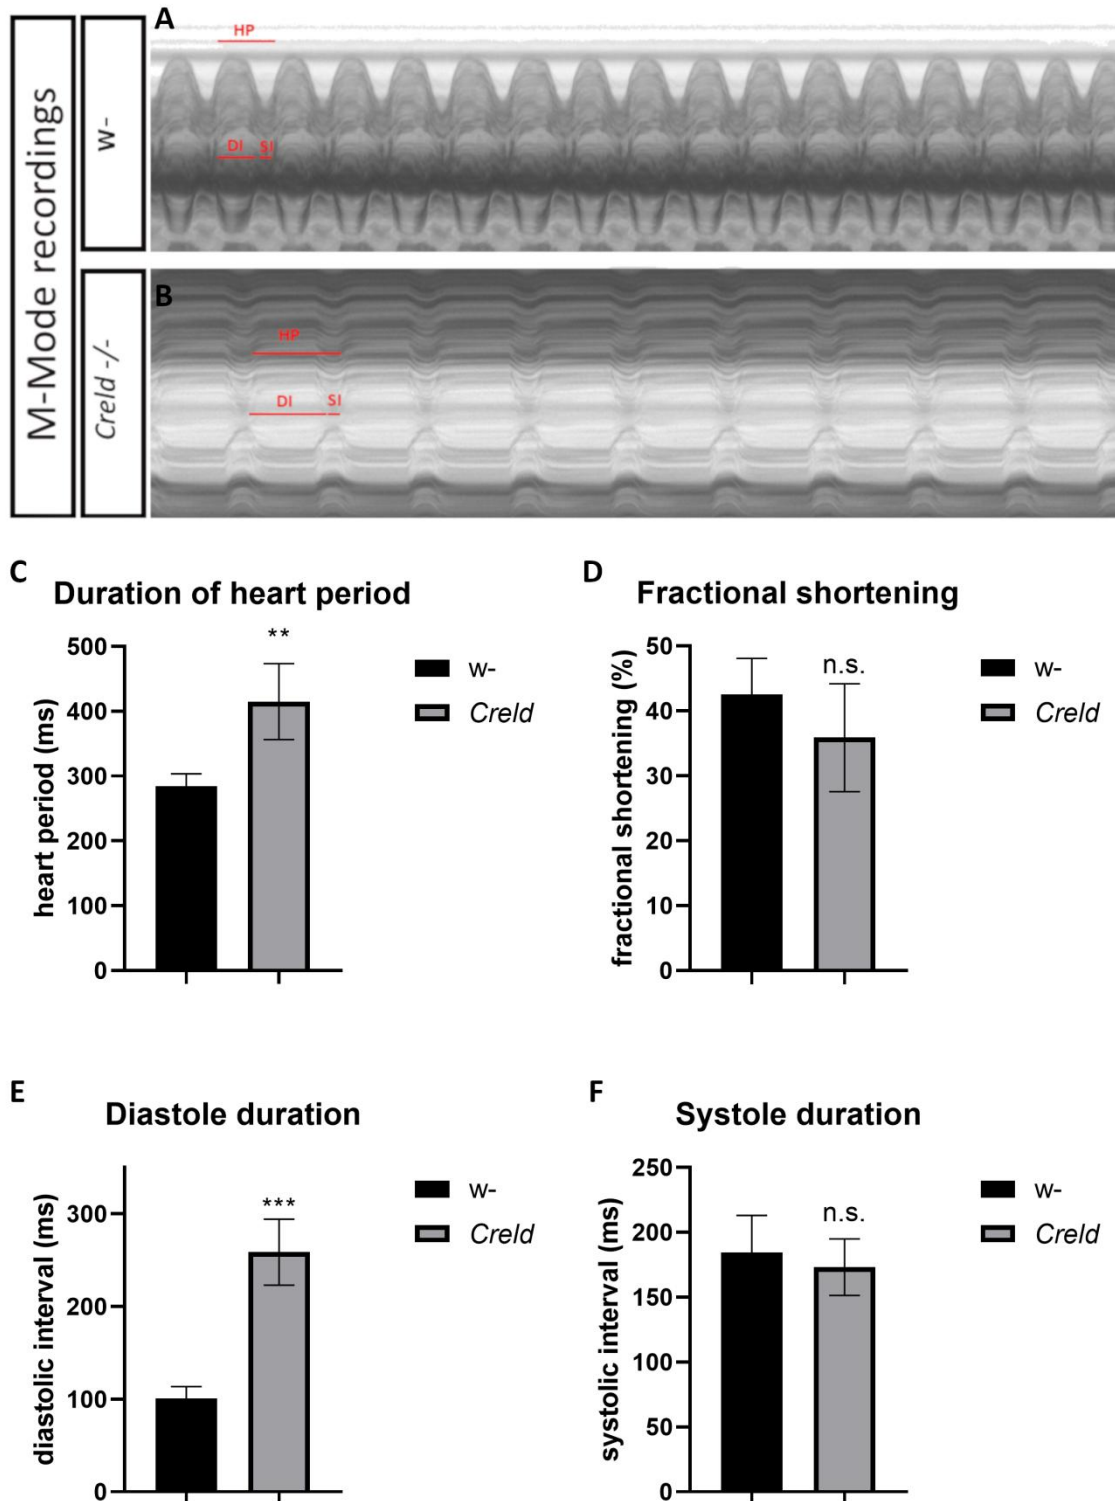 M-Mode recordings
w-
A
HP
DI SI
Creld -/-
B
HP
DI SI
C
Duration of heart period
heart period (ms)
500
400
300
200
100
0
**
w-
Creld
D
Fractional shortening
fractional shortening (%)
50
40
30
20
10
0
n.s.
w-
Creld
E
Diastole duration
diastolic interval (ms)
300
200
100
0
***
w-
Creld
F
Systole duration
systolic interval (ms)
250
200
150
100
50
0
n.s.
w-
Creld